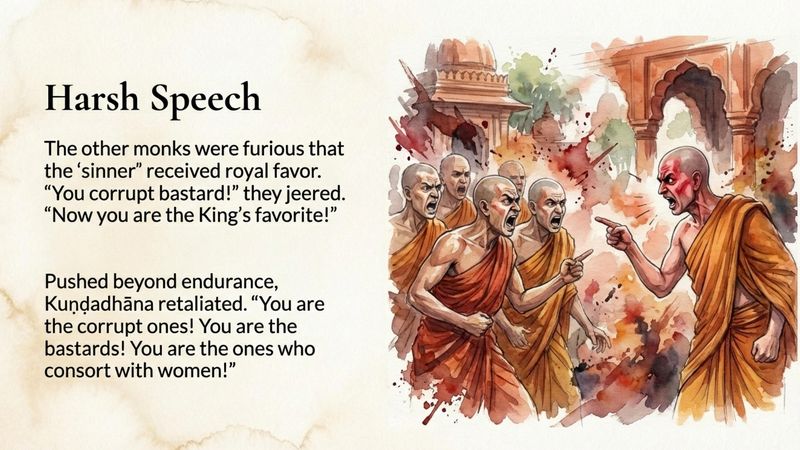 Harsh Speech
The other monks were furious that
the ‘sinner” received royal favor.
“You corrupt bastard!” they jeered.
“Now you are the King’s favorite!”
Pushed beyond endurance,
Kuṇḍadhāna retaliated. “You are
the corrupt ones! You are the
bastards! You are the ones who
consort with women!”